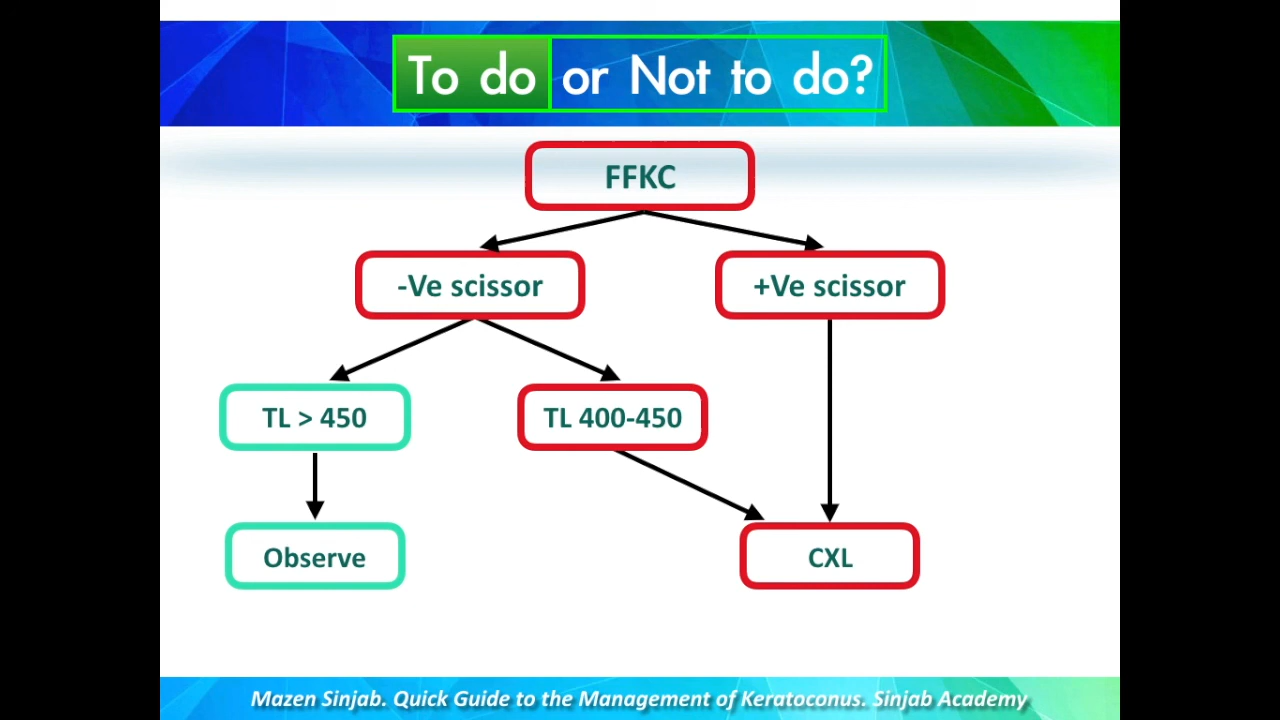 To do or Not to do?
FFKC
-Ve scissor
+Ve scissor
TL > 450
TL 400-450
Observe
CXL
Mazen Sinjab. Quick Guide to the Management of Keratoconus. Sinjab Academy